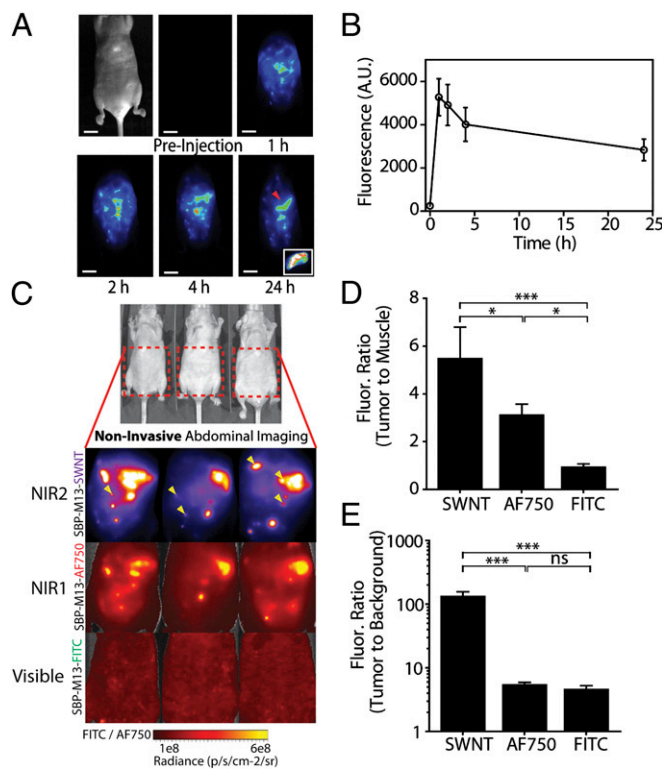 A
Pre-Injection
1 h
2 h
4 h
24 h
B
Fluorescence (A.U.)
6000
4000
2000
0
0
5
10
15
20
25
Time (h)
C
Non-Invasive Abdominal Imaging
NIR2
SBP-M13-SWNT
NIR1
SBP-M13-AF750
Visible
SBP-M13-FITC
FITC / AF750
1e8
6e8
Radiance (p/s/cm-2/sr)
D
Fluor. Ratio
(Tumor to Muscle)
8
6
4
2
0
***
*
*
SWNT
AF750
FITC
E
Fluor. Ratio
(Tumor to Background)
1000
100
10
1
***
***
ns
SWNT
AF750
FITC